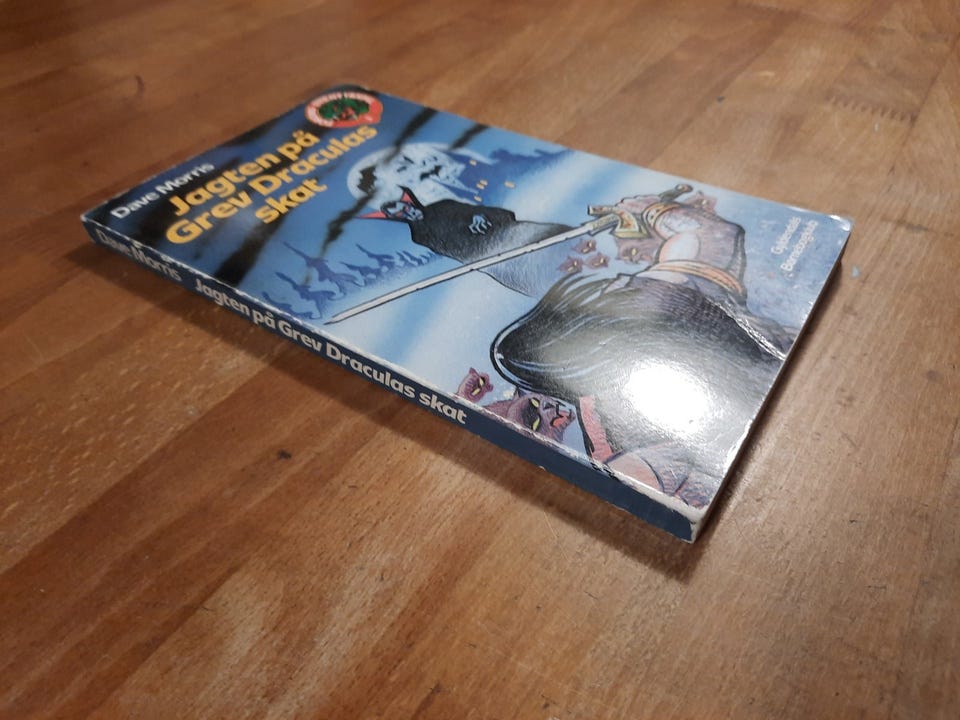 Dave Morris
Jagten på
Grev Draculas
skat
Gyldendals
Børnebogklub
Dave Morris Jagten på Grev Draculas skat